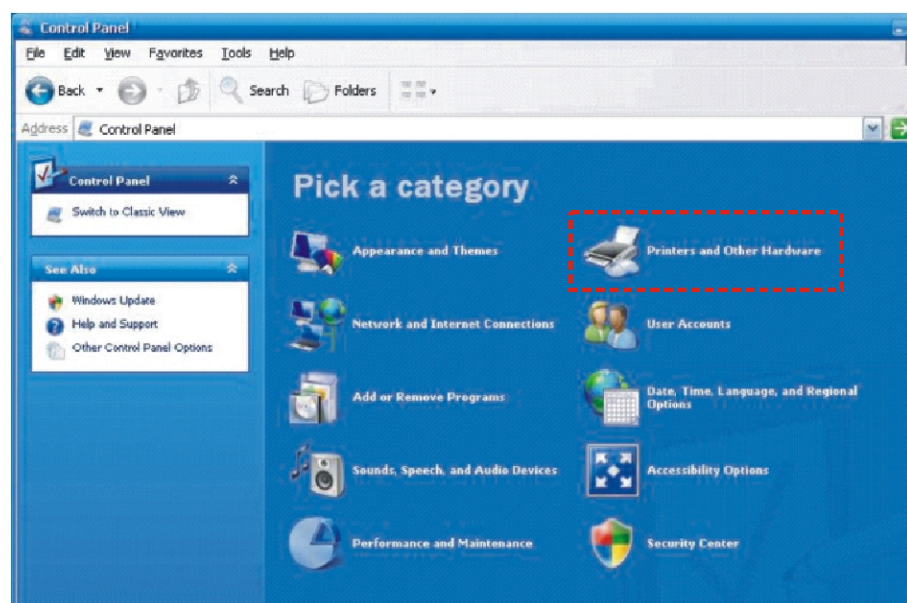 Control Panel
File Edit View Favorites Tools Help
Back Search Folders
Address Control Panel
Control Panel
Switch to Classic View
See Also
Windows Update
Help and Support
Other Control Panel Options
Pick a category
Appearance and Themes
Printers and Other Hardware
Network and Internet Connections
User Accounts
Add or Remove Programs
Date, Time, Language, and Regional
Options
Sounds, Speech, and Audio Devices
Accessibility Options
Performance and Maintenance
Security Center